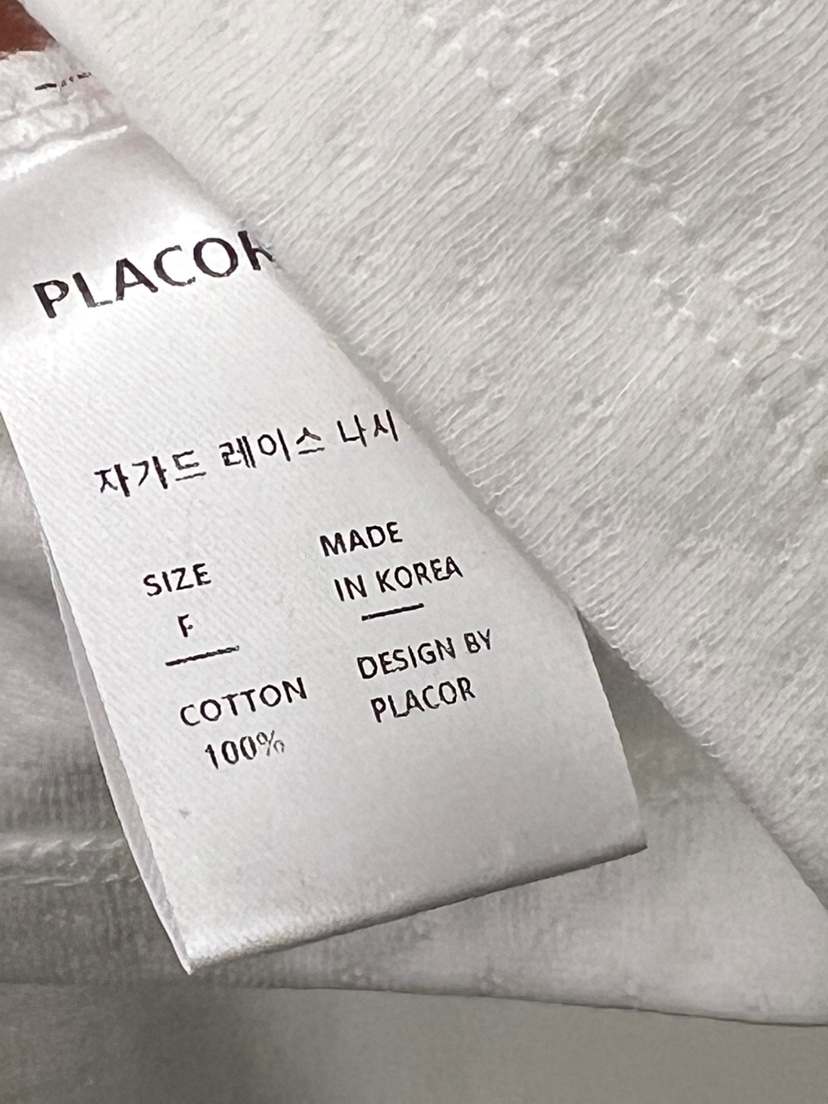 PLACOR
자가드 레이스 나시
SIZE
F
COTTON
100%
MADE
IN KOREA
DESIGN BY
PLACOR